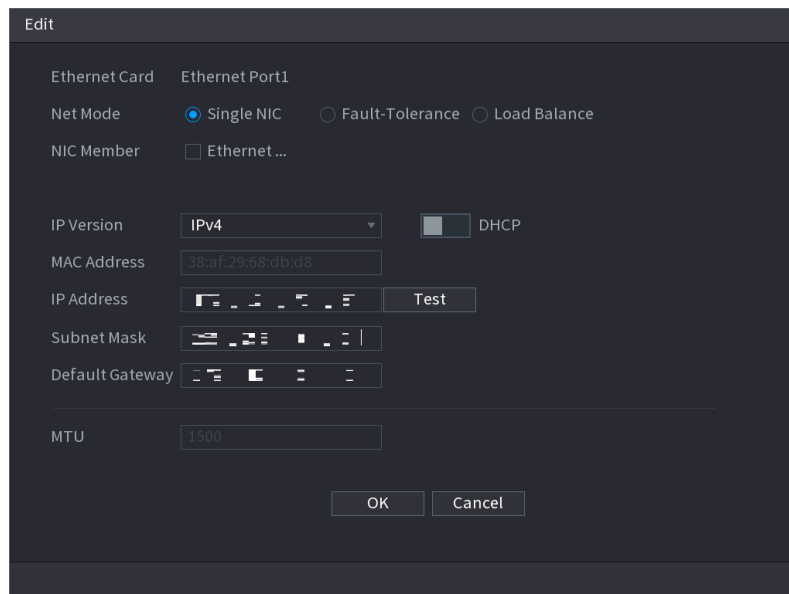 Edit
Ethernet Card Ethernet Port1
Net Mode Single NIC Fault-Tolerance Load Balance
NIC Member Ethernet ...
IP Version IPv4 DHCP
MAC Address 38:af:29:68:db:d8
IP Address Test
Subnet Mask
Default Gateway
MTU 1500
OK Cancel